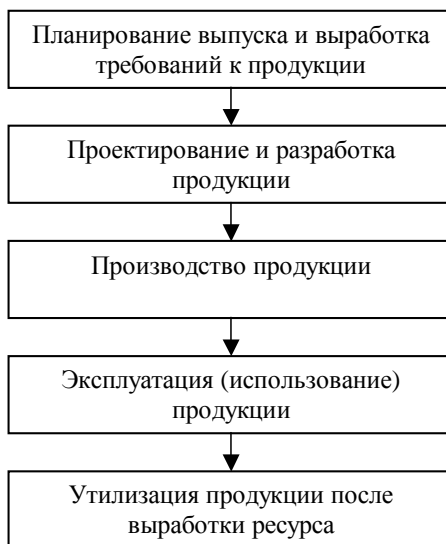 Планирование выпуска и выработка
требований к продукции
Проектирование и разработка
продукции
Производство продукции
Эксплуатация (использование)
продукции
Утилизация продукции после
выработки ресурса